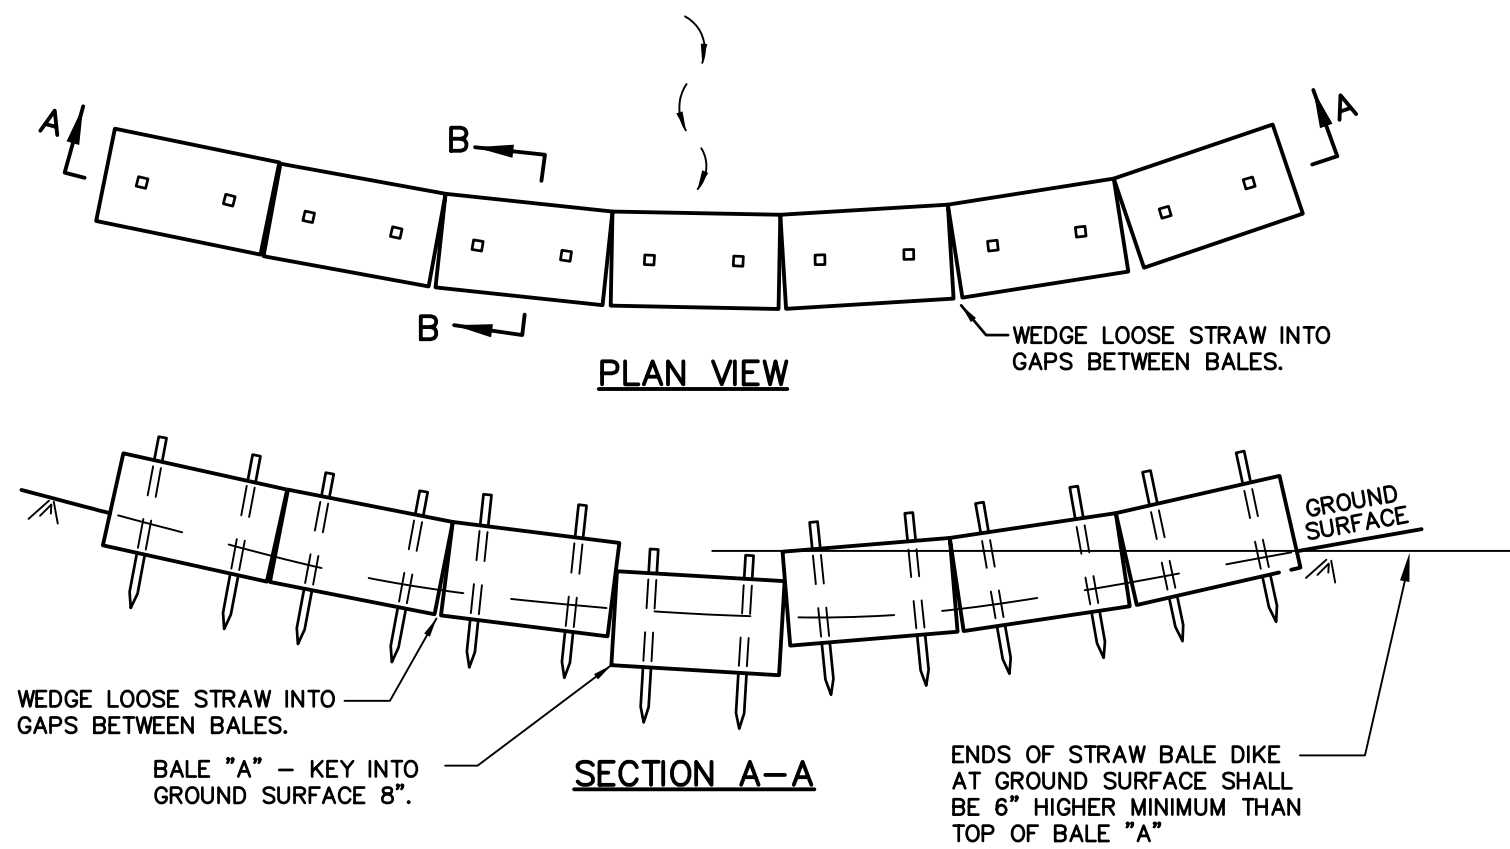 A
B
A
B
WEDGE LOOSE STRAW INTO
GAPS BETWEEN BALES.
PLAN VIEW
GROUND
SURFACE
WEDGE LOOSE STRAW INTO
GAPS BETWEEN BALES.
BALE "A" – KEY INTO
GROUND SURFACE 8".
SECTION A–A
ENDS OF STRAW BALE DIKE
AT GROUND SURFACE SHALL
BE 6" HIGHER MINIMUM THAN
TOP OF BALE "A"